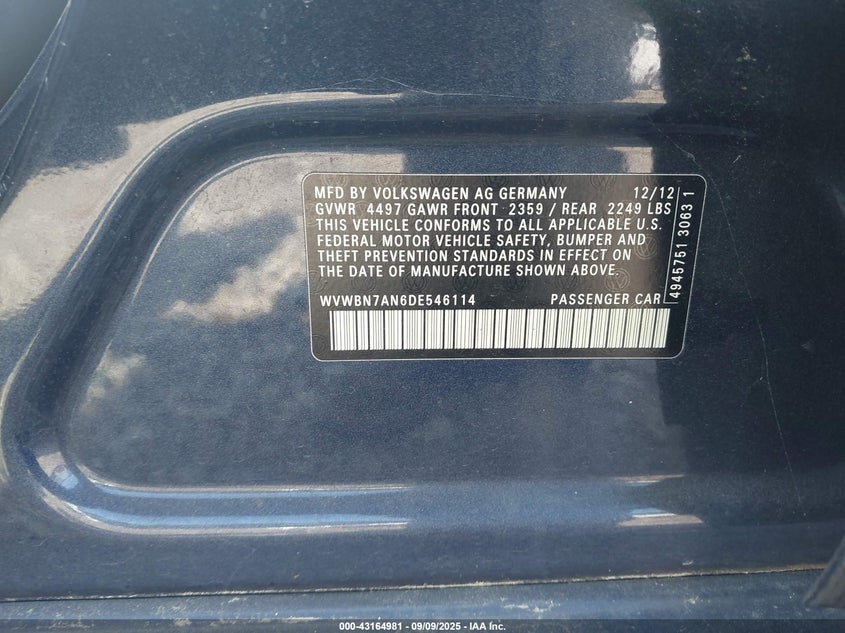 MFD BY VOLKSWAGEN AG GERMANY 12/12
GVWR 4497 GAWR FRONT 2359 / REAR 2249 LBS
THIS VEHICLE CONFORMS TO ALL APPLICABLE U.S.
FEDERAL MOTOR VEHICLE SAFETY, BUMPER AND
THEFT PREVENTION STANDARDS IN EFFECT ON
THE DATE OF MANUFACTURE SHOWN ABOVE.
WVWBN7AN6DE546114 PASSENGER CAR
4945751 30631
000-43164981 - 09/09/2025 - IAA Inc.